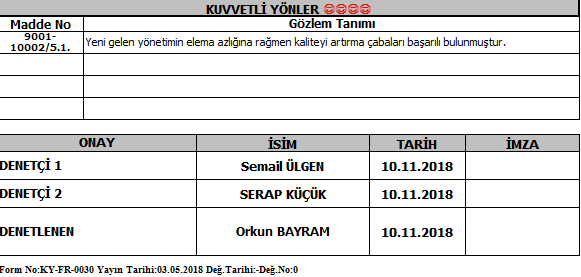 KUVVETLİ YÖNLER 😊😊😊😊
Madde No Gözlem Tanımı
9001-
10002/5.1. Yeni gelen yönetimin elema azlığına rağmen kaliteyi artırma çabaları başarılı bulunmuştur.
ONAY İSİM TARİH İMZA
DENETÇİ 1 Semail ÜLGEN 10.11.2018
DENETÇİ 2 SERAP KÜÇÜK 10.11.2018
DENETLENEN Orkun BAYRAM 10.11.2018
Form No:KY-FR-0030 Yayın Tarihi:03.05.2018 Değ.Tarihi:-Değ.No:0